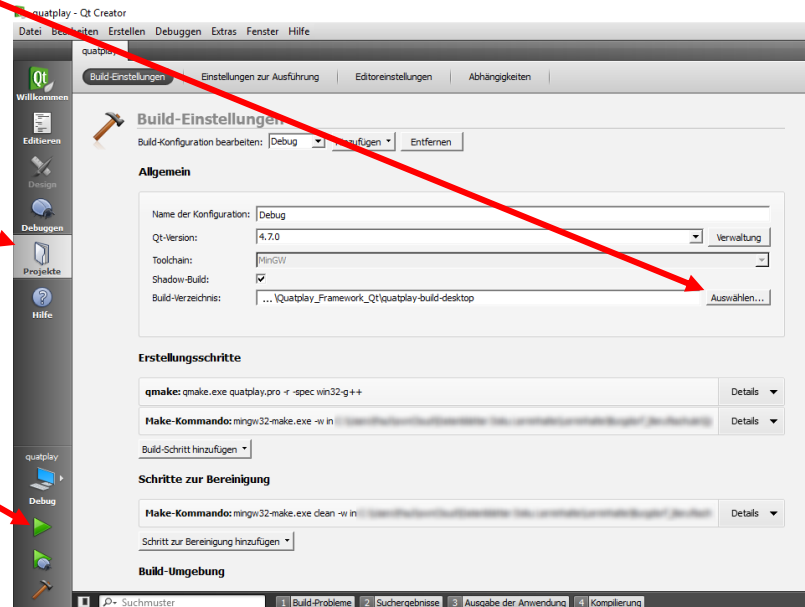 quatplay - Qt Creator
Datei Bearbeiten Erstellen Debuggen Extras Fenster Hilfe
quatplay
Build-Einstellungen Einstellungen zur Ausführung Editoreinstellungen Abhängigkeiten
Qt
Willkommen
Editieren
Design
Debuggen
Projekte
Hilfe
Build-Einstellungen
Build-Konfiguration bearbeiten: Debug Hinzufügen Entfernen
Allgemein
Name der Konfiguration: Debug
Qt-Version: 4.7.0 Verwaltung
Toolchain: MinGW
Shadow-Build:
Build-Verzeichnis: ... \Quatplay_Framework_Qt\quatplay-build-desktop Auswählen...
Erstellungsschritte
qmake: qmake.exe quatplay.pro -r -spec win32-g++ Details
Make-Kommando: mingw32-make.exe -w in Details
Build-Schritt hinzufügen
Schritte zur Bereinigung
Make-Kommando: mingw32-make.exe clean -w in Details
Schritt zur Bereinigung hinzufügen
Build-Umgebung
quatplay
Debug
Suchmuster 1 Build-Probleme 2 Suchergebnisse 3 Ausgabe der Anwendung 4 Kompilierung